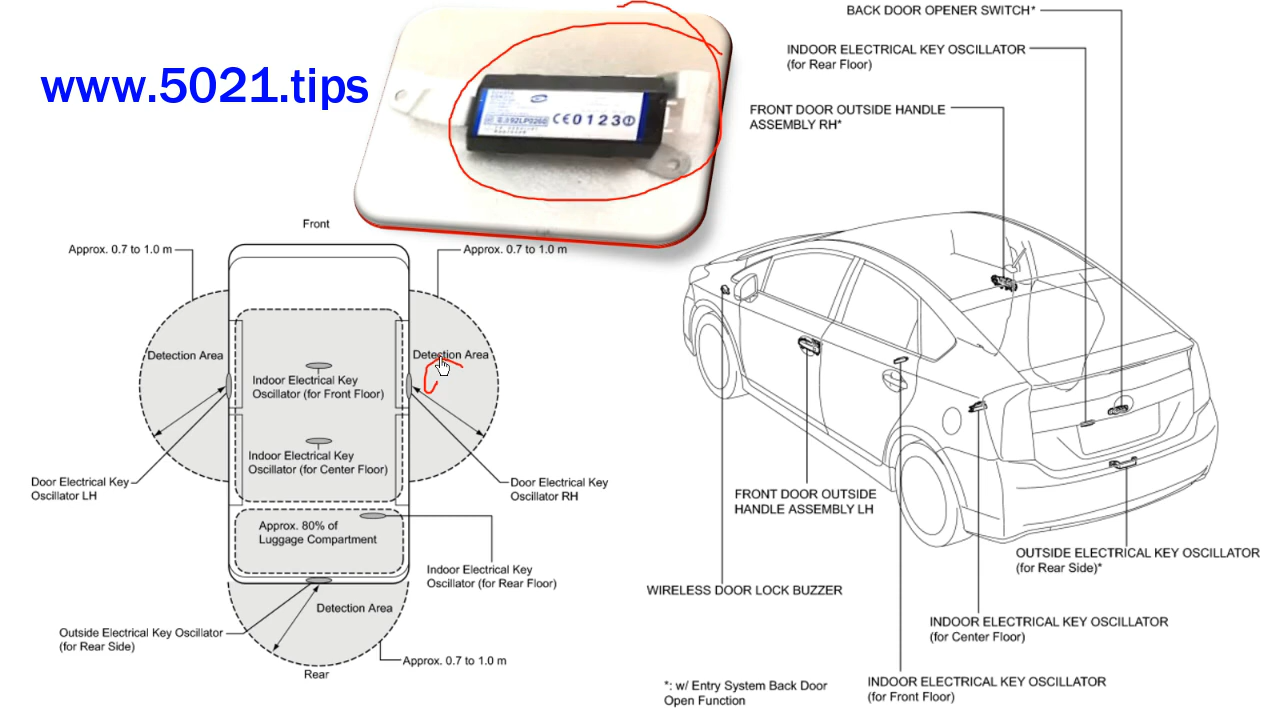 www.5021.tips
CE0123
BACK DOOR OPENER SWITCH*
INDOOR ELECTRICAL KEY OSCILLATOR
(for Rear Floor)
FRONT DOOR OUTSIDE HANDLE
ASSEMBLY RH*
Front
Approx. 0.7 to 1.0 m
Approx. 0.7 to 1.0 m
Detection Area
Detection Area
Indoor Electrical Key
Oscillator (for Front Floor)
Indoor Electrical Key
Oscillator (for Center Floor)
Door Electrical Key
Oscillator LH
Door Electrical Key
Oscillator RH
Approx. 80% of
Luggage Compartment
Indoor Electrical Key
Oscillator (for Rear Floor)
Detection Area
Outside Electrical Key Oscillator
(for Rear Side)
Approx. 0.7 to 1.0 m
Rear
FRONT DOOR OUTSIDE
HANDLE ASSEMBLY LH
OUTSIDE ELECTRICAL KEY OSCILLATOR
(for Rear Side)*
WIRELESS DOOR LOCK BUZZER
INDOOR ELECTRICAL KEY OSCILLATOR
(for Center Floor)
INDOOR ELECTRICAL KEY OSCILLATOR
(for Front Floor)
*: w/ Entry System Back Door
Open Function